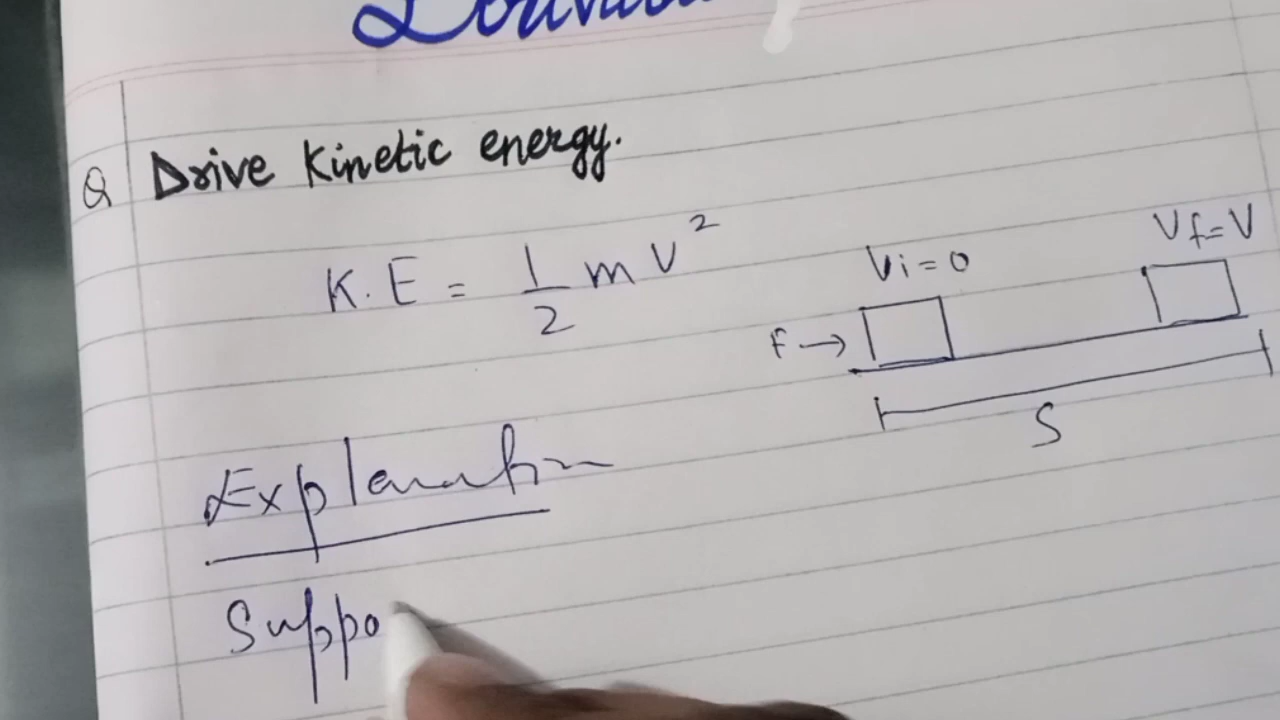 Q Drive Kinetic energy.
K.E = 1/2 mv²
Vi=0
Vf=V
F→
S
Explanation
Suppo